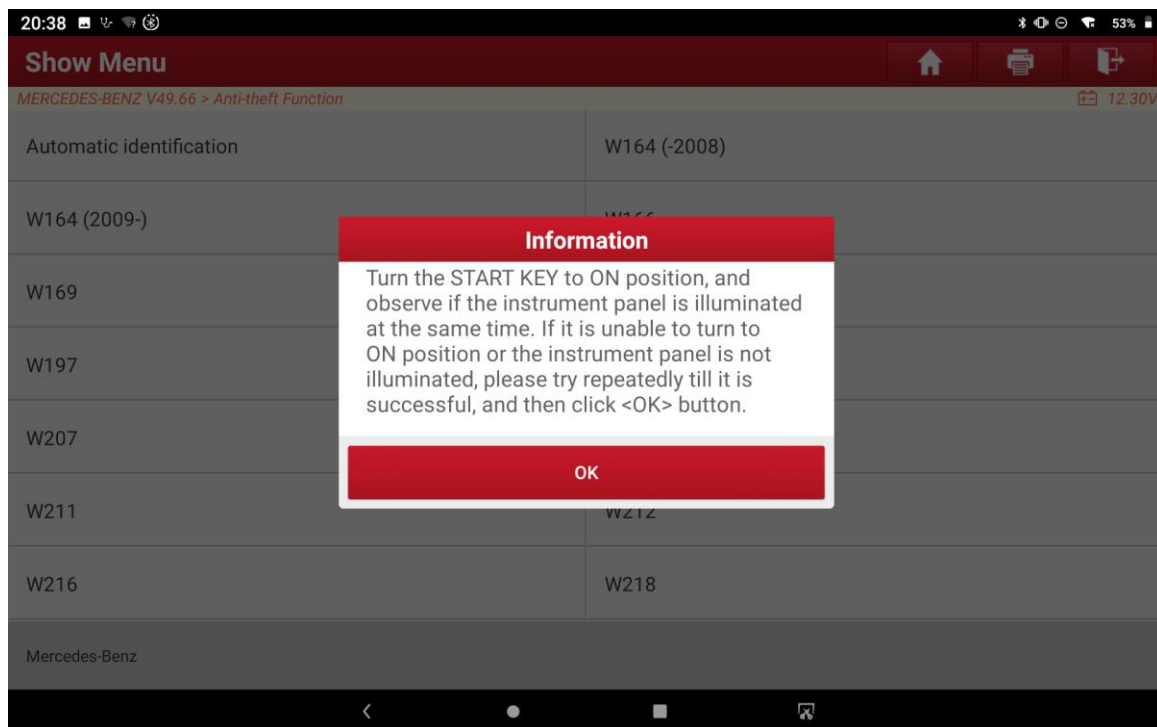 20:38
53%
Show Menu
MERCEDES-BENZ V49.66 > Anti-theft Function
12.30V
Automatic identification
W164 (-2008)
W164 (2009-)
W166
Information
Turn the START KEY to ON position, and
observe if the instrument panel is illuminated
at the same time. If it is unable to turn to
ON position or the instrument panel is not
illuminated, please try repeatedly till it is
successful, and then click <OK> button.
OK
W169
W197
W207
W211
W212
W216
W218
Mercedes-Benz